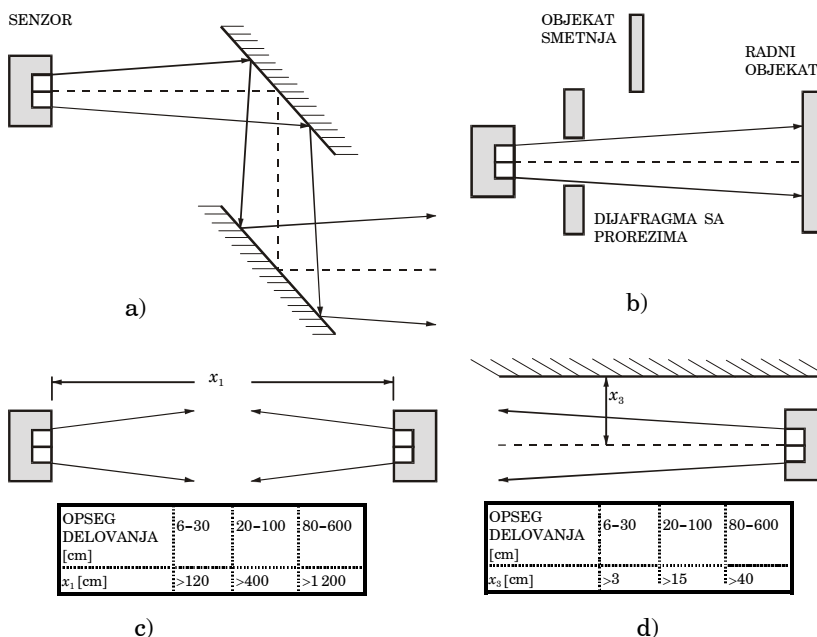 SENZOR
a)
OBJEKAT
SMETNJA
RADNI
OBJEKAT
DIJAFRAGMA SA
PROREZIMA
b)
x₁
OPSEG
DELOVANJA
[cm]
6-30 20-100 80-600
x₁ [cm] >120 >400 >1 200
c)
x₃
OPSEG
DELOVANJA
[cm]
6-30 20-100 80-600
x₃ [cm] >3 >15 >40
d)